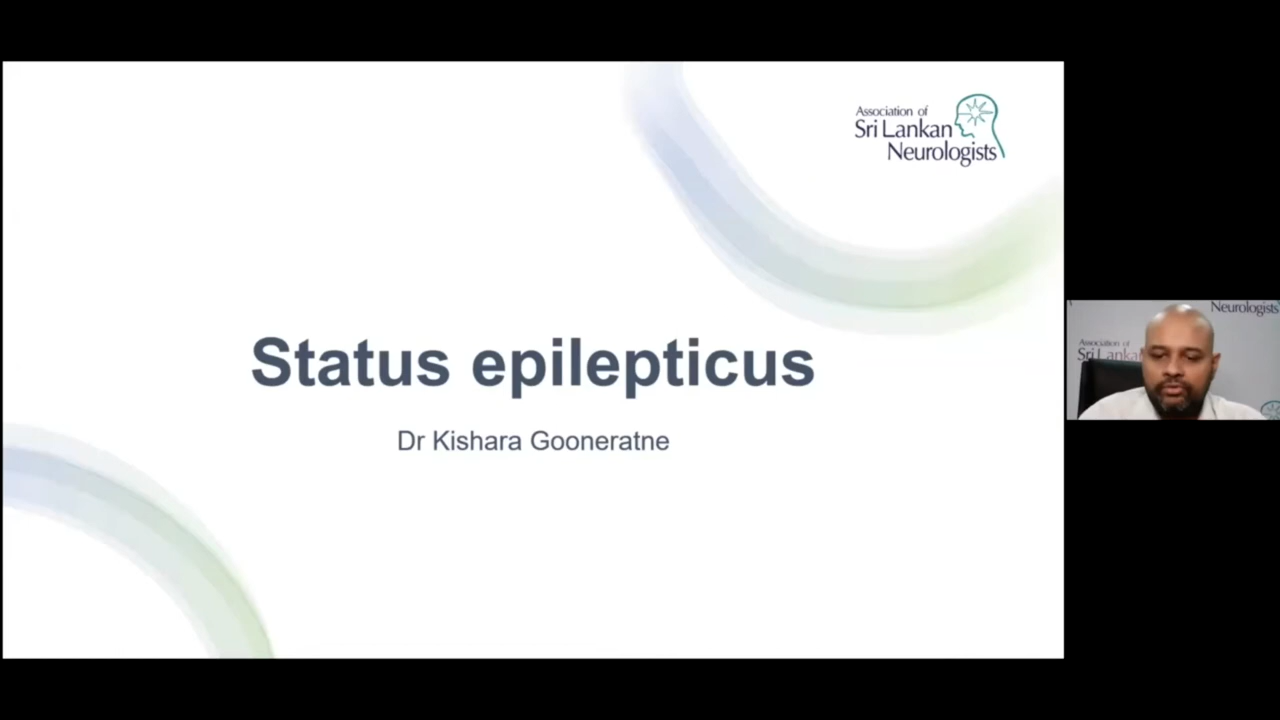 Association of
Sri Lankan
Neurologists
Status epilepticus
Dr Kishara Gooneratne
Neurologists
Association of
Sri Lanka